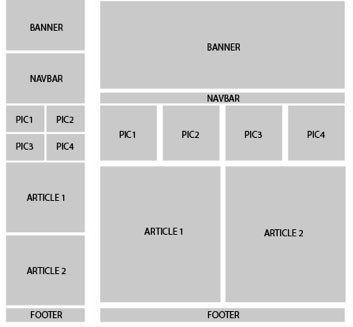 BANNER
NAVBAR
PIC1 PIC2
PIC3 PIC4
ARTICLE 1
ARTICLE 2
FOOTER
BANNER
NAVBAR
PIC1 PIC2 PIC3 PIC4
ARTICLE 1 ARTICLE 2
FOOTER